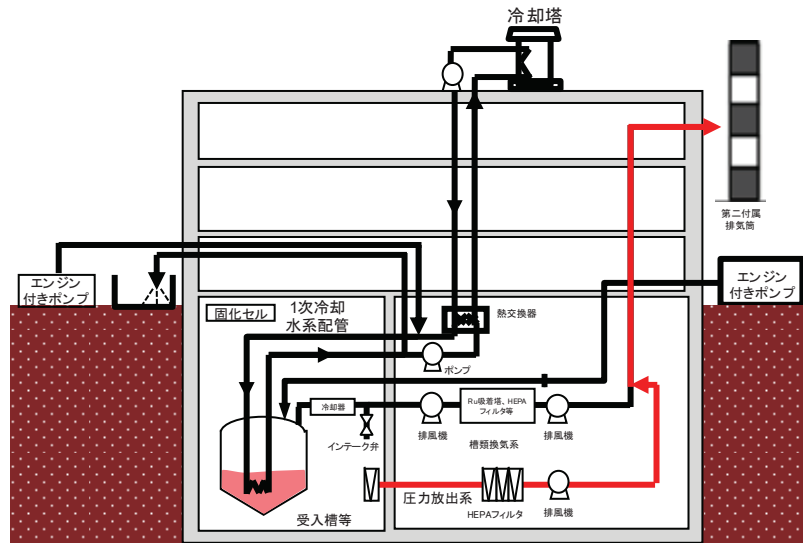 冷却塔
第二付属
排気筒
エンジン
付きポンプ
エンジン
付きポンプ
固化セル
1次冷却
水系配管
熱交換器
ポンプ
冷却器
Ru吸着塔、HEPA
フィルタ等
インテーク弁
排風機
槽類換気系
排風機
圧力放出系
HEPAフィルタ
排風機
受入槽等